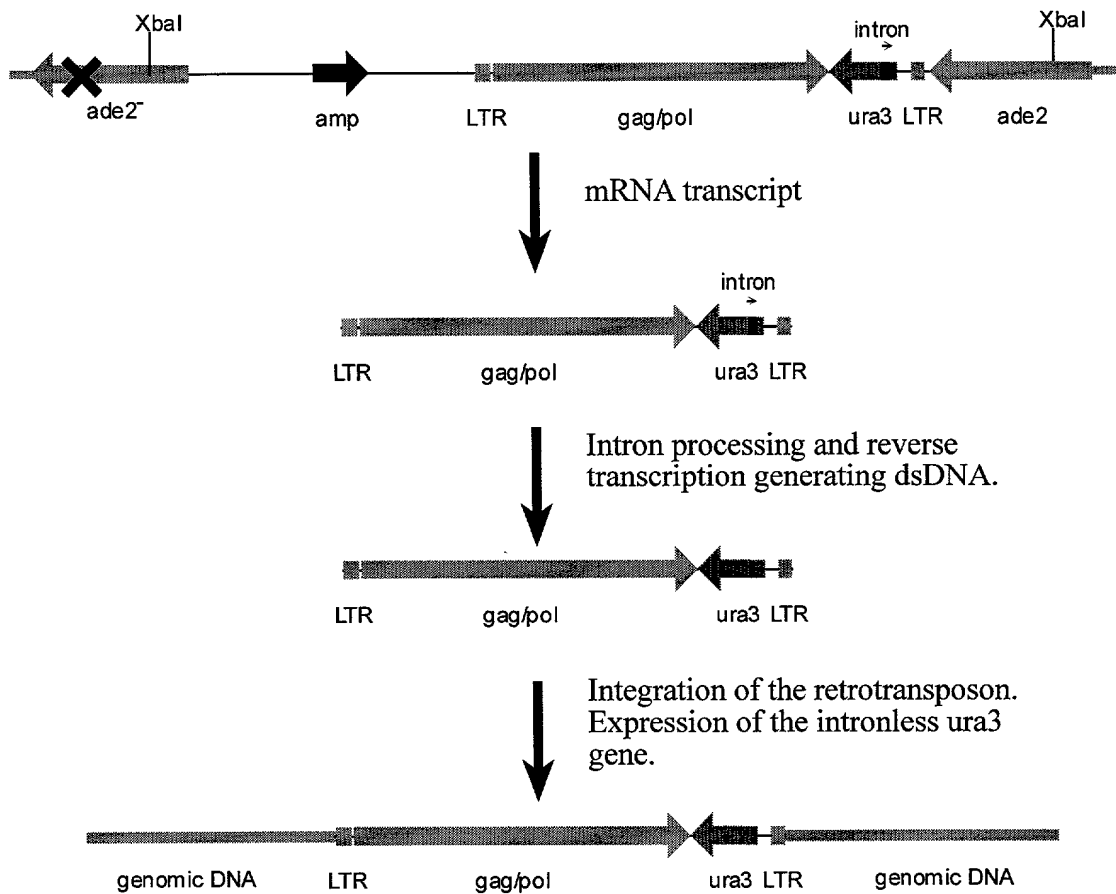 XbaI
intron
XbaI
ade2⁻
amp
LTR
gag/pol
ura3 LTR
ade2
mRNA transcript
intron
LTR
gag/pol
ura3 LTR
Intron processing and reverse
transcription generating dsDNA.
LTR
gag/pol
ura3 LTR
Integration of the retrotransposon.
Expression of the intronless ura3
gene.
genomic DNA
LTR
gag/pol
ura3 LTR
genomic DNA